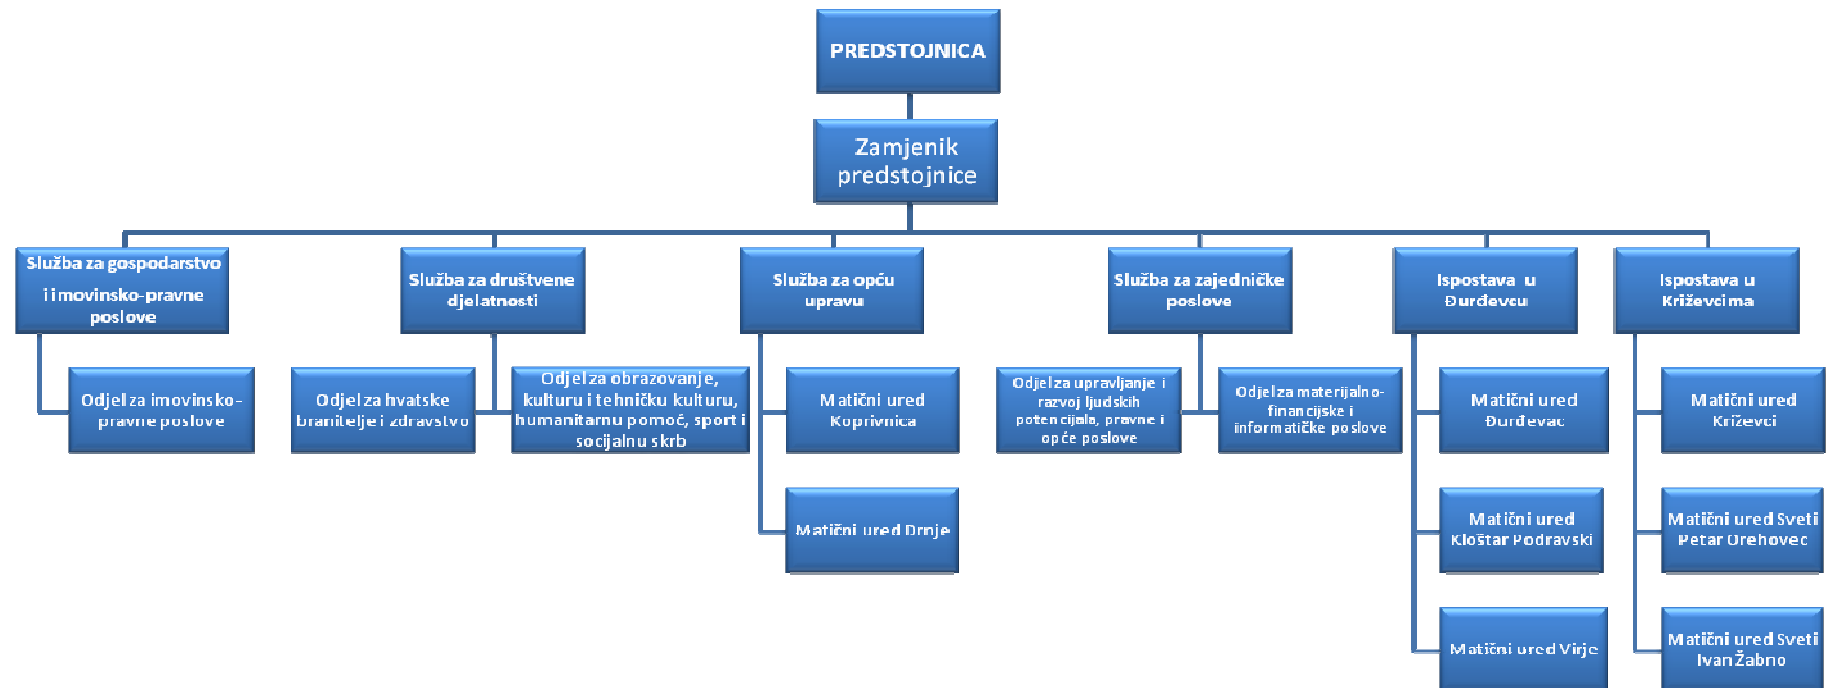 PREDSTOJNICA
Zamjenik
predstojnice
Služba za gospodarstvo
i imovinsko-pravne
poslove
Služba za društvene
djelatnosti
Služba za opću
upravu
Služba za zajedničke
poslove
Ispostava u
Đurđevcu
Ispostava u
Križevcima
Odjel za imovinsko-
pravne poslove
Odjel za hvatske
branitelje i zdravstvo
Odjel za obrazovanje,
kulturu i tehničku kulturu,
humanitarnu pomoć, sport i
socijalnu skrb
Matični ured
Koprivnica
Odjel za upravljanje i
razvoj ljudskih
potencijala, pravne i
opće poslove
Odjel za materijalno-
financijske i
informatičke poslove
Matični ured
Đurđevac
Matični ured
Križevci
Matični ured Drnje
Matični ured
Kloštar Podravski
Matični ured Sveti
Petar Orehovec
Matični ured Virje
Matični ured Sveti
Ivan Žabno